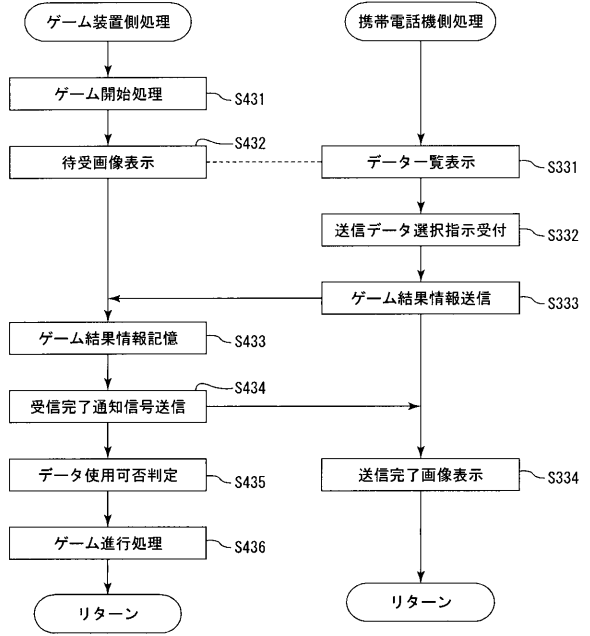 ゲーム装置側処理
携帯電話機側処理
ゲーム開始処理
S431
待受画像表示
S432
データ一覧表示
S331
送信データ選択指示受付
S332
ゲーム結果情報送信
S333
ゲーム結果情報記憶
S433
受信完了通知信号送信
S434
データ使用可否判定
S435
送信完了画像表示
S334
ゲーム進行処理
S436
リターン
リターン